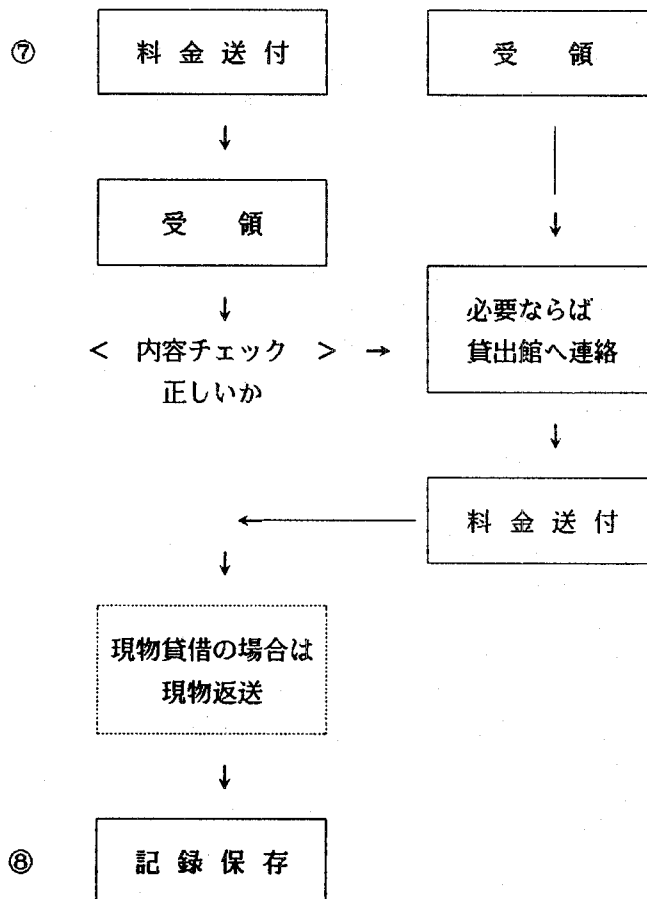 ⑦ 料金送付 受領
受領
必要ならば
貸出館へ連絡
＜ 内容チェック ＞ →
正しいか
料金送付
現物貸借の場合は
現物返送
⑧ 記録保存